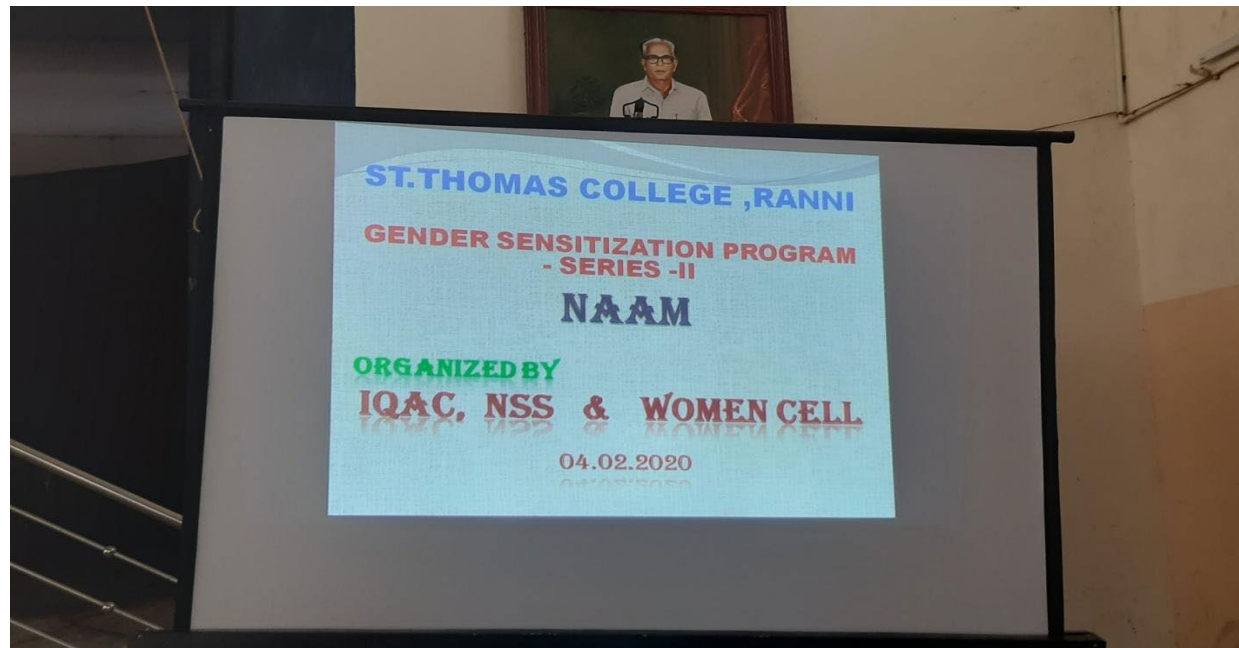 ST.THOMAS COLLEGE ,RANNI
GENDER SENSITIZATION PROGRAM
- SERIES -II
NAAM
ORGANIZED BY
IQAC, NSS & WOMEN CELL
04.02.2020